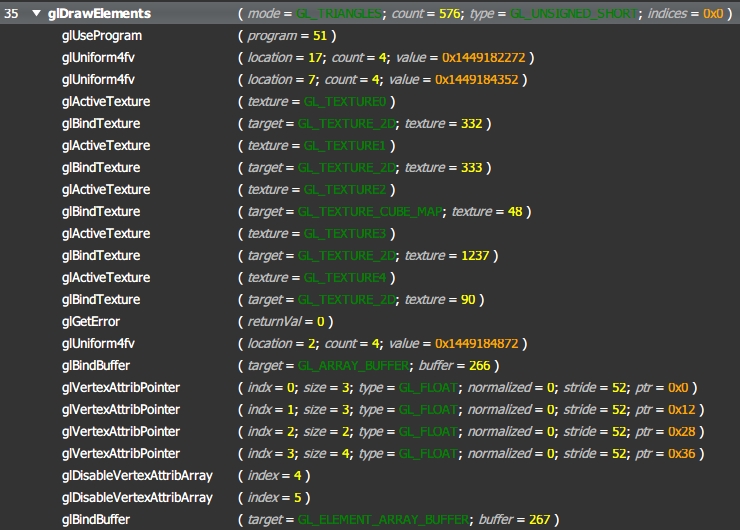 35 ▼ glDrawElements ( mode = GL_TRIANGLES; count = 576; type = GL_UNSIGNED_SHORT; indices = 0x0 )
glUseProgram ( program = 51 )
glUniform4fv ( location = 17; count = 4; value = 0x1449182272 )
glUniform4fv ( location = 7; count = 4; value = 0x1449184352 )
glActiveTexture ( texture = GL_TEXTURE0 )
glBindTexture ( target = GL_TEXTURE_2D; texture = 332 )
glActiveTexture ( texture = GL_TEXTURE1 )
glBindTexture ( target = GL_TEXTURE_2D; texture = 333 )
glActiveTexture ( texture = GL_TEXTURE2 )
glBindTexture ( target = GL_TEXTURE_CUBE_MAP; texture = 48 )
glActiveTexture ( texture = GL_TEXTURE3 )
glBindTexture ( target = GL_TEXTURE_2D; texture = 1237 )
glActiveTexture ( texture = GL_TEXTURE4 )
glBindTexture ( target = GL_TEXTURE_2D; texture = 90 )
glGetError ( returnVal = 0 )
glUniform4fv ( location = 2; count = 4; value = 0x1449184872 )
glBindBuffer ( target = GL_ARRAY_BUFFER; buffer = 266 )
glVertexAttribPointer ( indx = 0; size = 3; type = GL_FLOAT; normalized = 0; stride = 52; ptr = 0x0 )
glVertexAttribPointer ( indx = 1; size = 3; type = GL_FLOAT; normalized = 0; stride = 52; ptr = 0x12 )
glVertexAttribPointer ( indx = 2; size = 2; type = GL_FLOAT; normalized = 0; stride = 52; ptr = 0x28 )
glVertexAttribPointer ( indx = 3; size = 4; type = GL_FLOAT; normalized = 0; stride = 52; ptr = 0x36 )
glDisableVertexAttribArray ( index = 4 )
glDisableVertexAttribArray ( index = 5 )
glBindBuffer ( target = GL_ELEMENT_ARRAY_BUFFER; buffer = 267 )